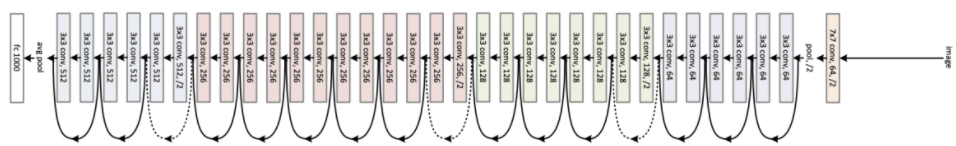 image
7x7 conv, 64, /2
pool, /2
3x3 conv, 64
3x3 conv, 64
3x3 conv, 64
3x3 conv, 64
3x3 conv, 64
3x3 conv, 64
3x3 conv, 128, /2
3x3 conv, 128
3x3 conv, 128
3x3 conv, 128
3x3 conv, 128
3x3 conv, 128
3x3 conv, 128
3x3 conv, 128
3x3 conv, 256, /2
3x3 conv, 256
3x3 conv, 256
3x3 conv, 256
3x3 conv, 256
3x3 conv, 256
3x3 conv, 256
3x3 conv, 256
3x3 conv, 256
3x3 conv, 256
3x3 conv, 256
3x3 conv, 256
3x3 conv, 512, /2
3x3 conv, 512
3x3 conv, 512
3x3 conv, 512
3x3 conv, 512
3x3 conv, 512
avg pool
fc 1000